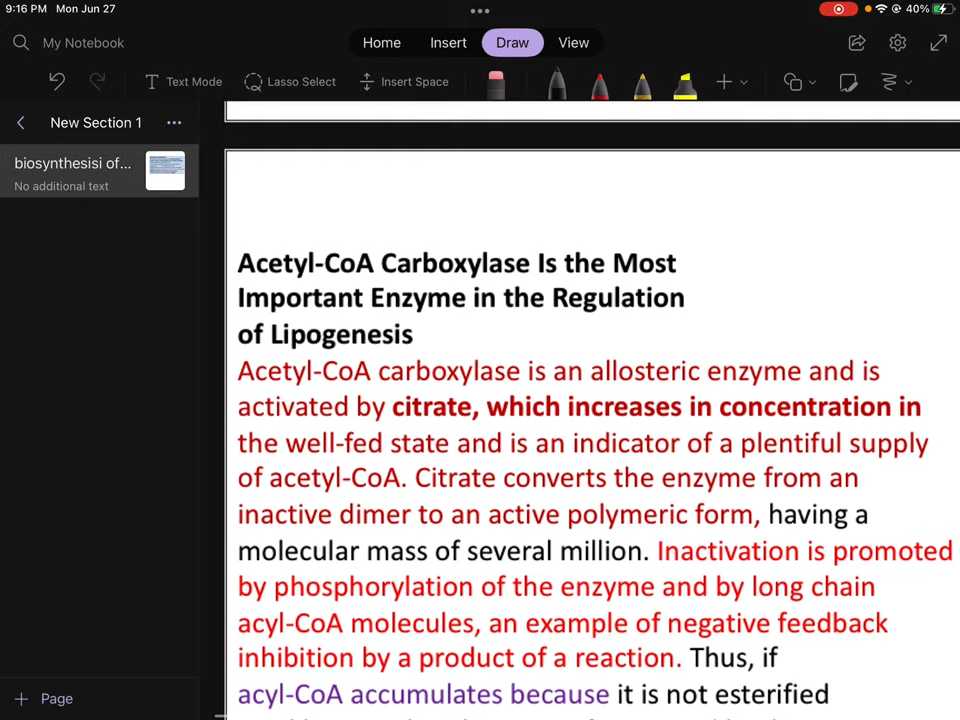 9:16 PM Mon Jun 27
40%
My Notebook
Home Insert Draw View
Text Mode Lasso Select Insert Space
New Section 1
biosynthesisi of...
No additional text
Acetyl-CoA Carboxylase Is the Most
Important Enzyme in the Regulation
of Lipogenesis
Acetyl-CoA carboxylase is an allosteric enzyme and is
activated by citrate, which increases in concentration in
the well-fed state and is an indicator of a plentiful supply
of acetyl-CoA. Citrate converts the enzyme from an
inactive dimer to an active polymeric form, having a
molecular mass of several million. Inactivation is promoted
by phosphorylation of the enzyme and by long chain
acyl-CoA molecules, an example of negative feedback
inhibition by a product of a reaction. Thus, if
acyl-CoA accumulates because it is not esterified
Page